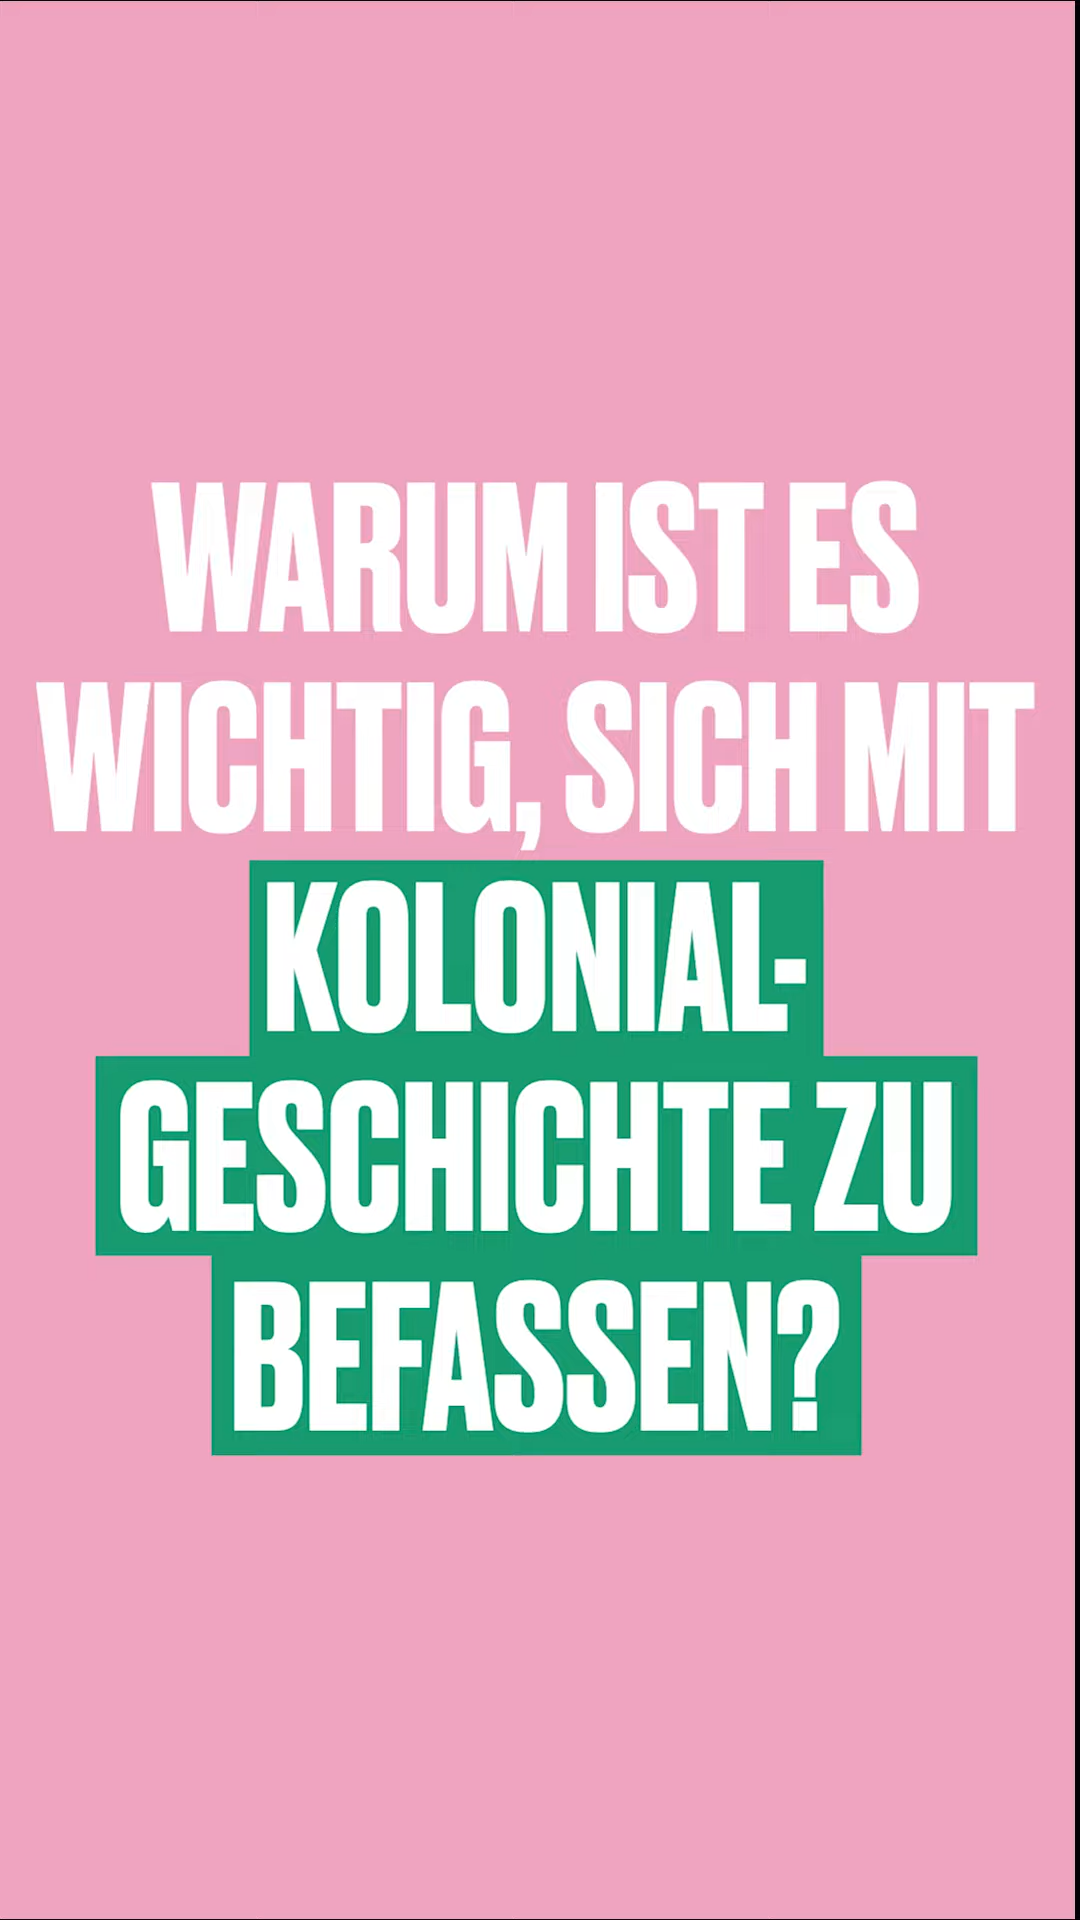 WARUM IST ES
WICHTIG, SICH MIT
KOLONIAL-
GESCHICHTE ZU
BEFASSEN?